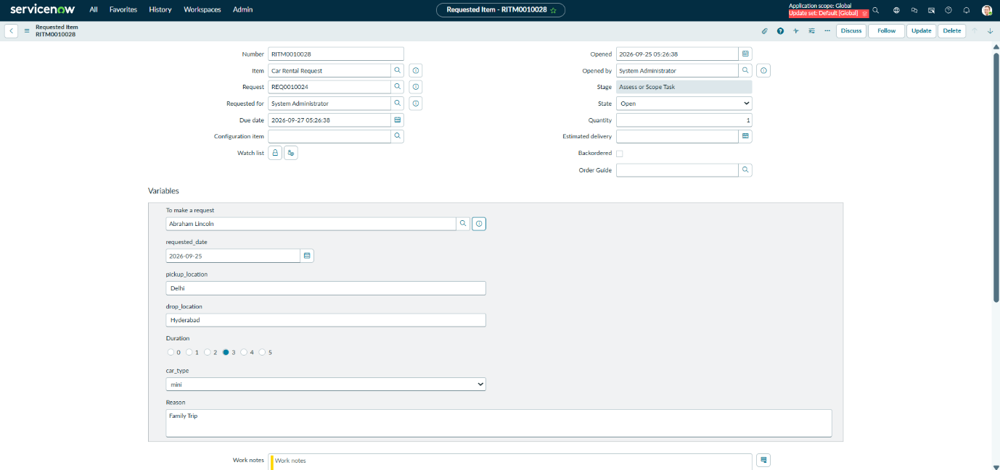 servicenow All Favorites History Workspaces Admin Requested Item - RITM0010028 Application scope: Global
Update set: Default [Global]
Requested Item
RITM0010028
Discuss Follow Update Delete
Number RITM0010028 Opened 2026-09-25 05:26:38
Item Car Rental Request Opened by System Administrator
Request REQ0010024 Stage Assess or Scope Task
Requested for System Administrator State Open
Due date 2026-09-27 05:26:38 Quantity 1
Configuration item Estimated delivery
Watch list Backordered
Order Guide
Variables
To make a request
Abraham Lincoln
requested_date
2026-09-25
pickup_location
Delhi
drop_location
Hyderabad
Duration
0 1 2 3 4 5
car_type
mini
Reason
Family Trip
Work notes Work notes